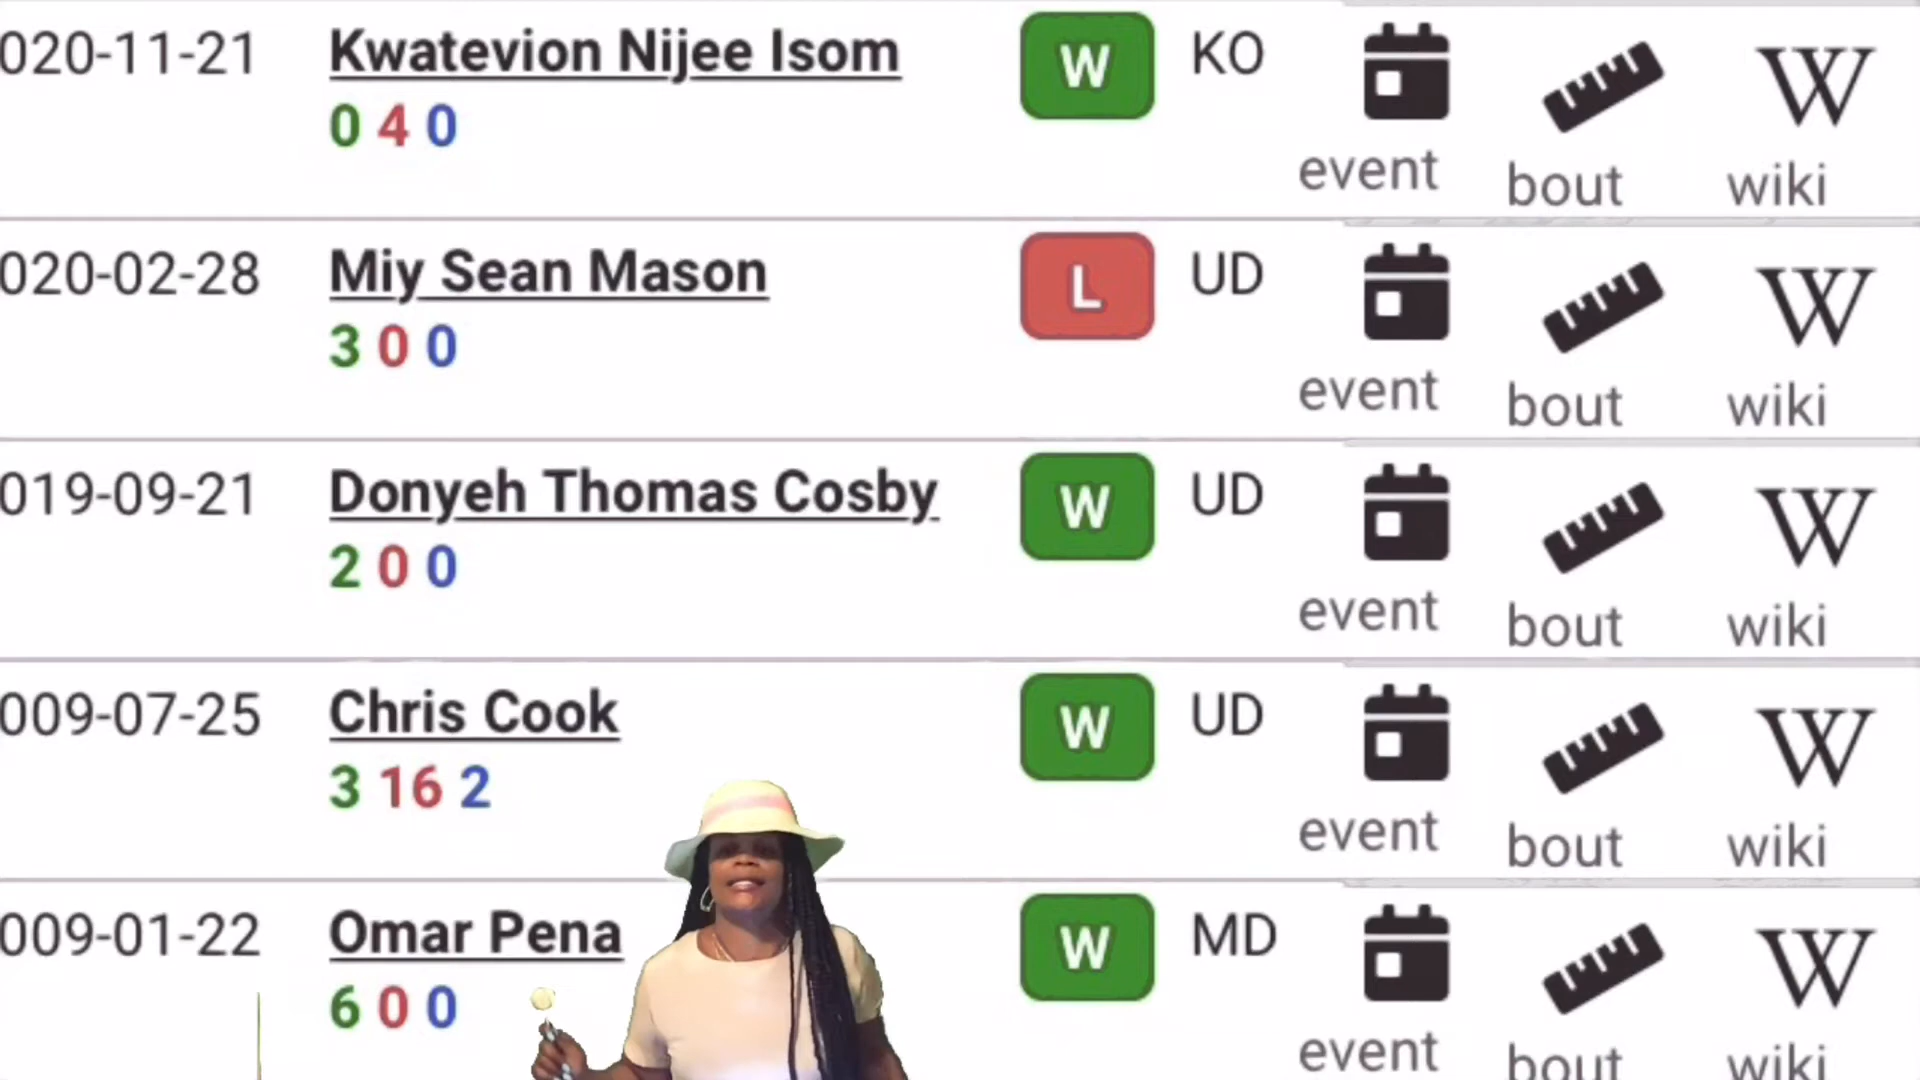 020-11-21 Kwatevion Nijee Isom W KO
0 4 0
event bout wiki
020-02-28 Miy Sean Mason L UD
3 0 0
event bout wiki
019-09-21 Donyeh Thomas Cosby W UD
2 0 0
event bout wiki
009-07-25 Chris Cook W UD
3 16 2
event bout wiki
009-01-22 Omar Pena W MD
6 0 0
event bout wiki